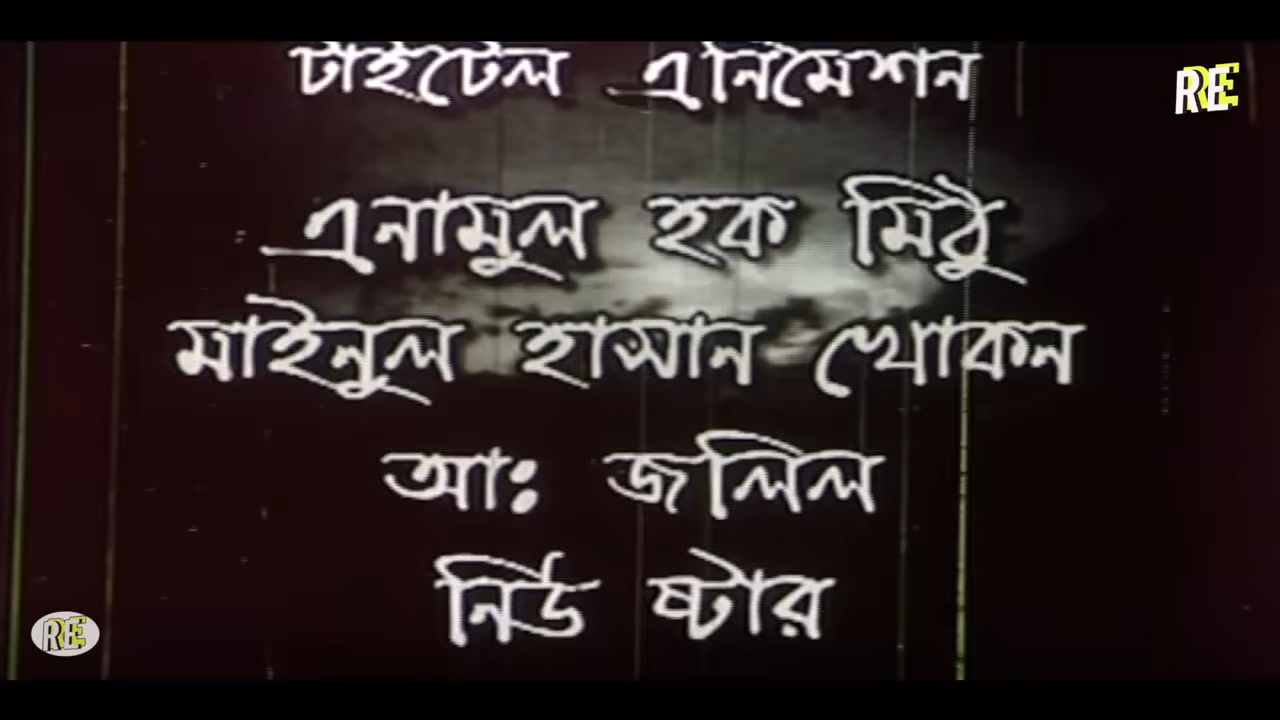 টাইটেল এনিমেশন
RE
এনামুল হক মিঠু
মাইনুল হাসান খোকন
আঃ জলিল
নিউ ষ্টার
RE